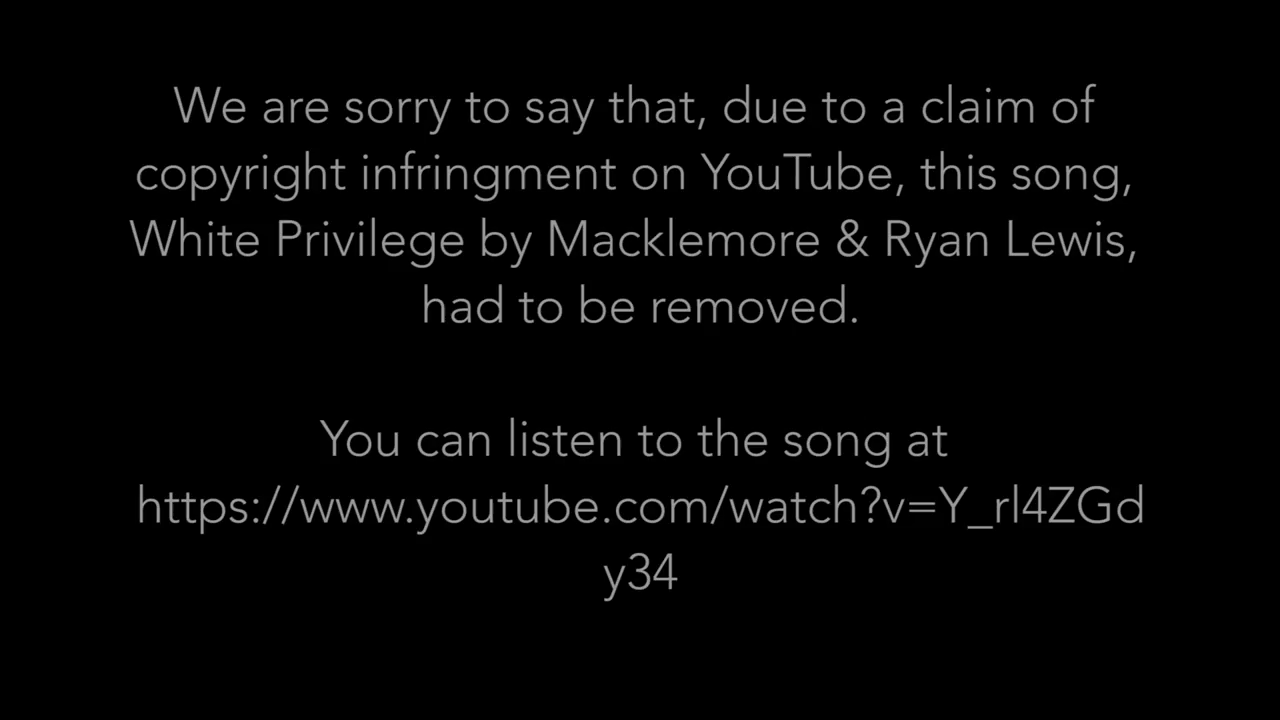 We are sorry to say that, due to a claim of
copyright infringment on YouTube, this song,
White Privilege by Macklemore & Ryan Lewis,
had to be removed.
You can listen to the song at
https://www.youtube.com/watch?v=Y_rl4ZGd
y34